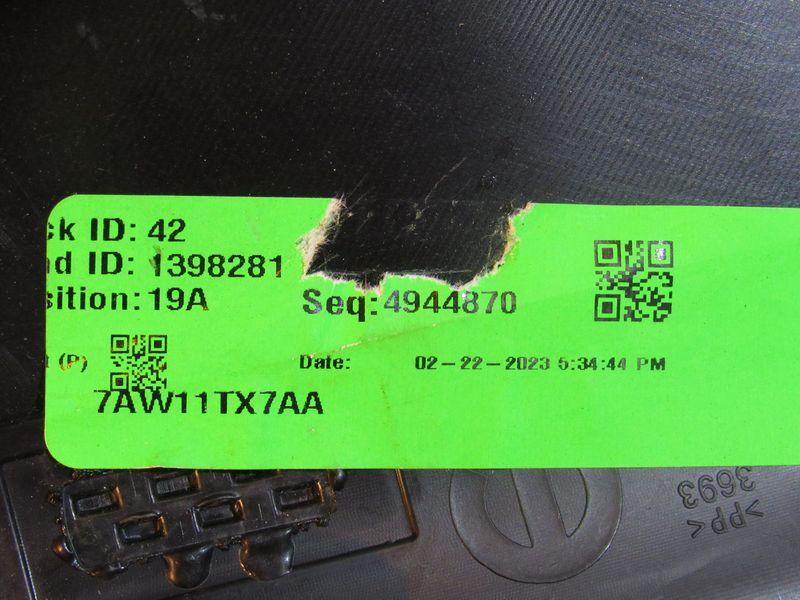 ck ID: 42
nd ID: 1398281
sition: 19A
Seq: 4944870
t (P)
Date: 02-22-2023 5:34:44 PM
7AW11TX7AA
>PP<
3693